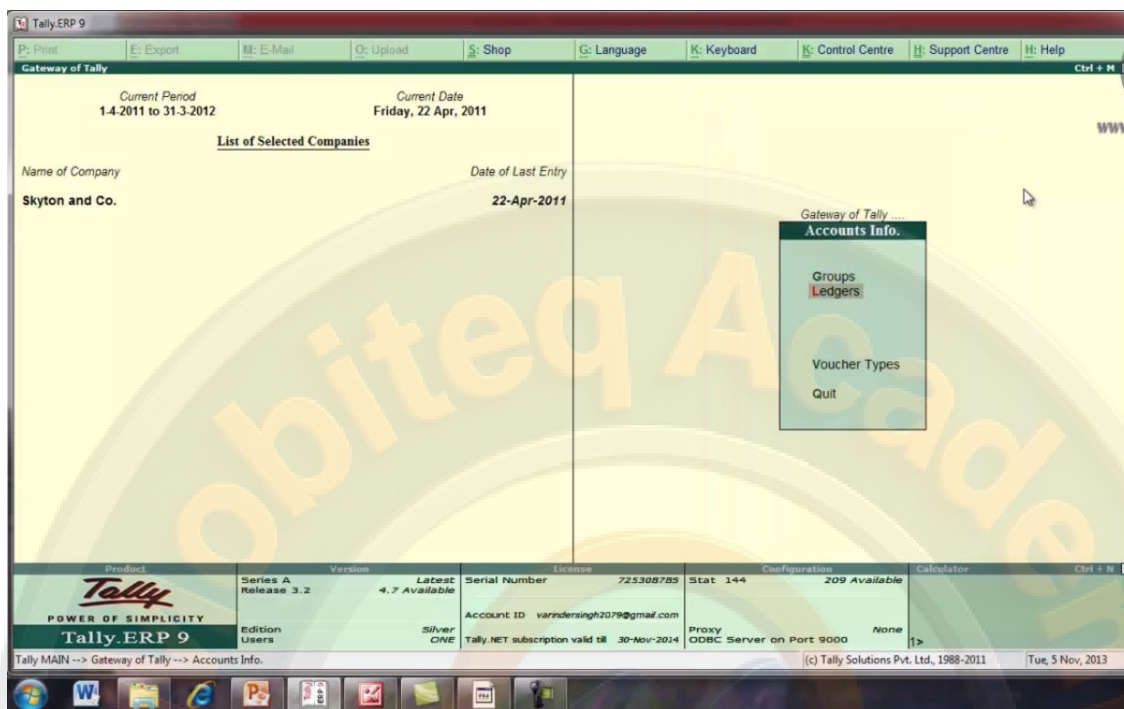 Tally.ERP 9
P: Print E: Export M: E-Mail O: Upload S: Shop G: Language K: Keyboard K: Control Centre H: Support Centre H: Help
Gateway of Tally Ctrl + M
Current Period Current Date
1-4-2011 to 31-3-2012 Friday, 22 Apr, 2011
List of Selected Companies
Name of Company Date of Last Entry
Skyton and Co. 22-Apr-2011
www
Gateway of Tally ....
Accounts Info.
Groups
Ledgers
Voucher Types
Quit
obiteq Acade
Product Version License Configuration Calculator Ctrl + N
Tally
POWER OF SIMPLICITY
Tally.ERP 9
Series A Latest
Release 3.2 4.7 Available
Edition Silver
Users ONE
Serial Number 725308785
Account ID varindersingh2079@gmail.com
Tally.NET subscription valid till 30-Nov-2014
Stat 144 209 Available
Proxy None
ODBC Server on Port 9000
1>
Tally MAIN --> Gateway of Tally --> Accounts Info. (c) Tally Solutions Pvt. Ltd., 1988-2011 Tue, 5 Nov, 2013